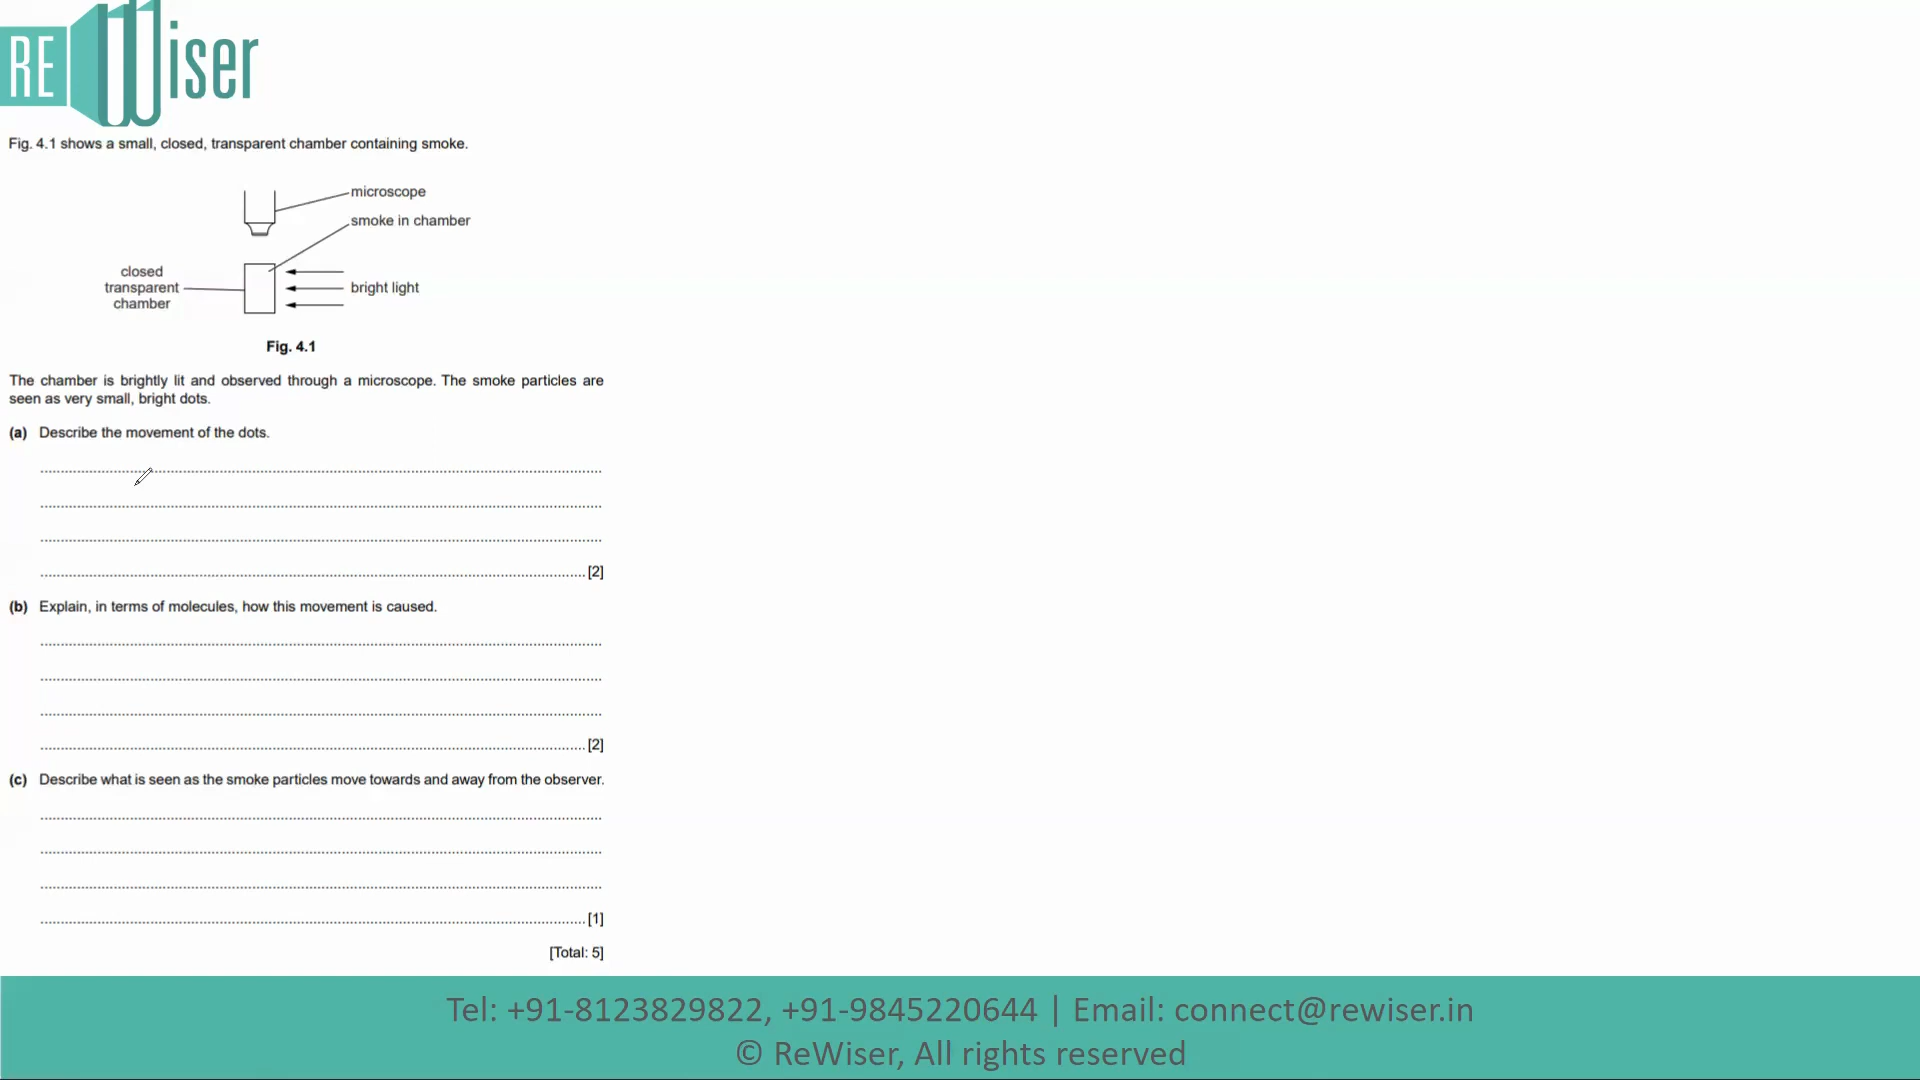 RE Wiser
Fig. 4.1 shows a small, closed, transparent chamber containing smoke.
microscope
smoke in chamber
closed
transparent
chamber
bright light
Fig. 4.1
The chamber is brightly lit and observed through a microscope. The smoke particles are
seen as very small, bright dots.
(a) Describe the movement of the dots.
[2]
(b) Explain, in terms of molecules, how this movement is caused.
[2]
(c) Describe what is seen as the smoke particles move towards and away from the observer.
[1]
[Total: 5]
Tel: +91-8123829822, +91-9845220644 | Email: connect@rewiser.in
© ReWiser, All rights reserved